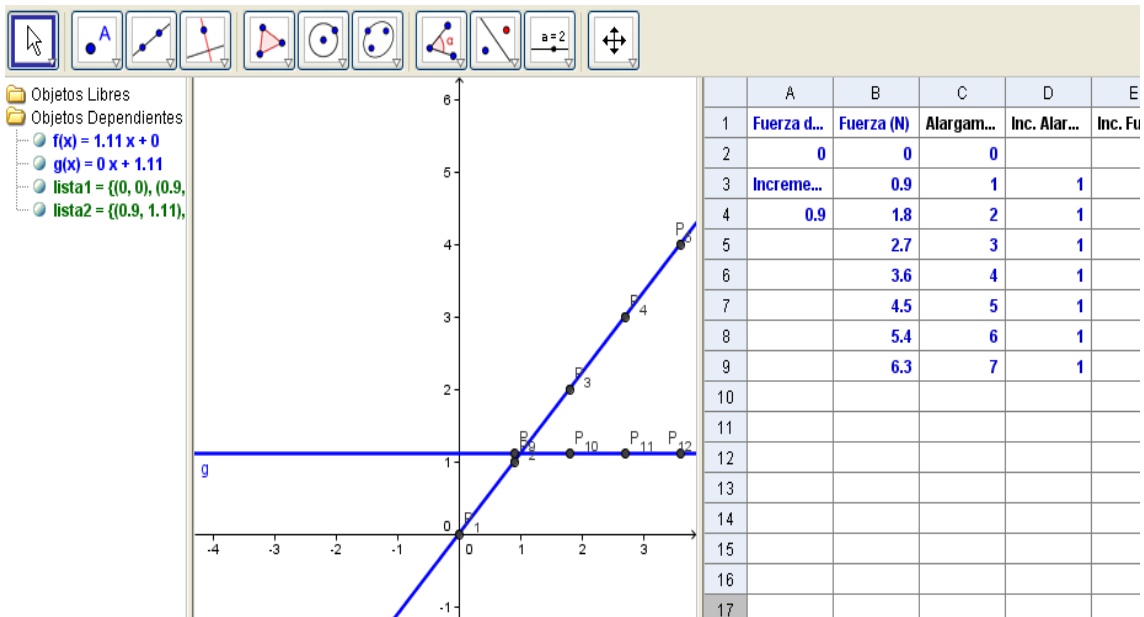 A
α
a = 2
Objetos Libres
Objetos Dependientes
f(x) = 1.11 x + 0
g(x) = 0 x + 1.11
lista1 = {(0, 0), (0.9,
lista2 = {(0.9, 1.11),
6
5
4
3
2
1
0
-1
-4 -3 -2 -1 0 1 2 3
g
P1
P3
P4
P9
P10 P11 P12
A B C D E
1 Fuerza d... Fuerza (N) Alargam... Inc. Alar... Inc. Fu
2 0 0 0
3 Increme... 0.9 1 1
4 0.9 1.8 2 1
5 2.7 3 1
6 3.6 4 1
7 4.5 5 1
8 5.4 6 1
9 6.3 7 1
10
11
12
13
14
15
16
17